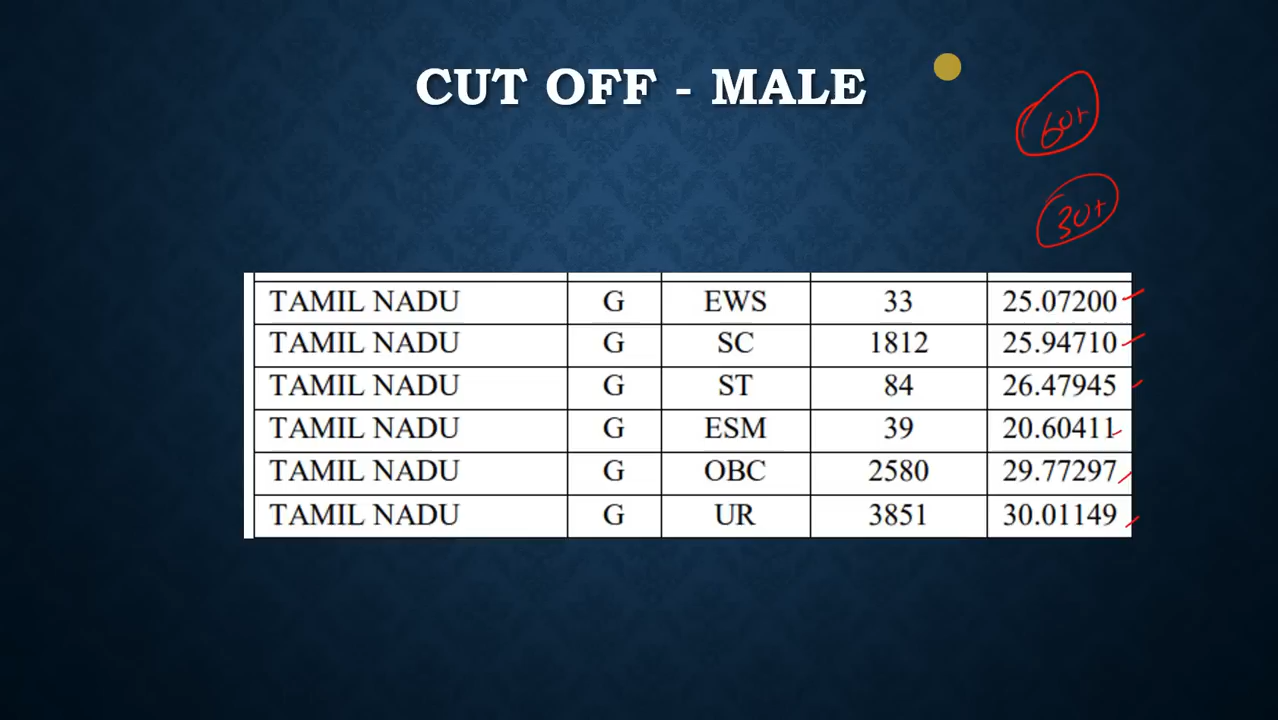 CUT OFF - MALE
60+
30+
TAMIL NADU G EWS 33 25.07200
TAMIL NADU G SC 1812 25.94710
TAMIL NADU G ST 84 26.47945
TAMIL NADU G ESM 39 20.60411
TAMIL NADU G OBC 2580 29.77297
TAMIL NADU G UR 3851 30.01149